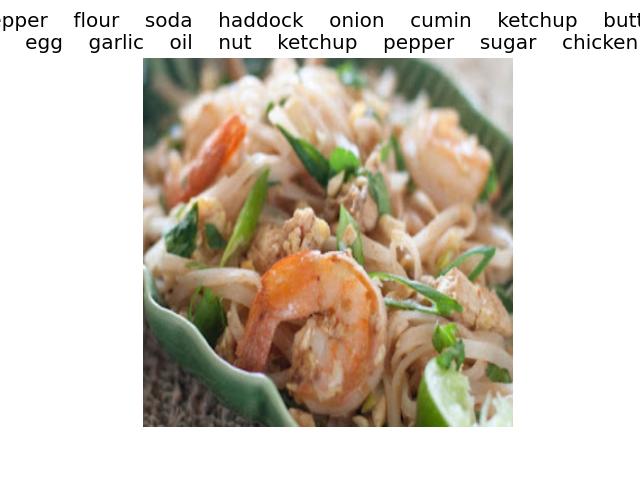 epper flour soda haddock onion cumin ketchup butt
egg garlic oil nut ketchup pepper sugar chicken